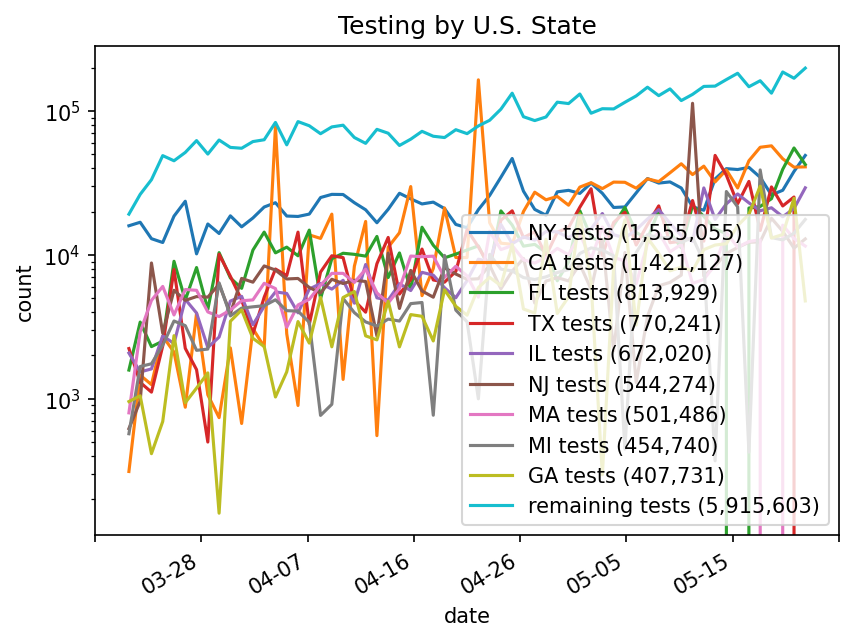 Testing by U.S. State
count
10^5
10^4
10^3
NY tests (1,555,055)
CA tests (1,421,127)
FL tests (813,929)
TX tests (770,241)
IL tests (672,020)
NJ tests (544,274)
MA tests (501,486)
MI tests (454,740)
GA tests (407,731)
remaining tests (5,915,603)
03-28 04-07 04-16 04-26 05-05 05-15
date